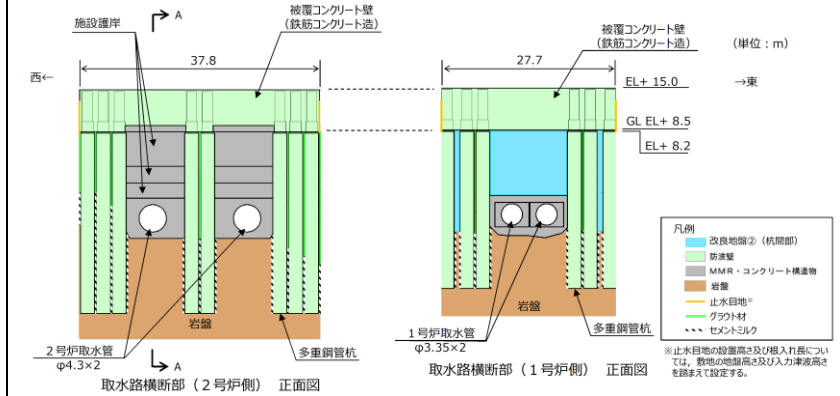 A
施設護岸
被覆コンクリート壁
（鉄筋コンクリート造）
37.8
西←
A
2号炉取水管
φ4.3×2
岩盤
多重鋼管杭
取水路横断部（2号炉側）　正面図
被覆コンクリート壁
（鉄筋コンクリート造）
（単位：m）
27.7
EL+ 15.0
→東
GL EL+ 8.5
EL+ 8.2
1号炉取水管
φ3.35×2
岩盤
多重鋼管杭
取水路横断部（1号炉側）　正面図
凡例
改良地盤②（杭間部）
防波壁
MMR・コンクリート構造物
岩盤
止水目地※
グラウト材
セメントミルク
※止水目地の設置高さ及び根入れ長につい
ては，敷地の地盤高さ及び入力津波高さ
を踏まえて設定する。